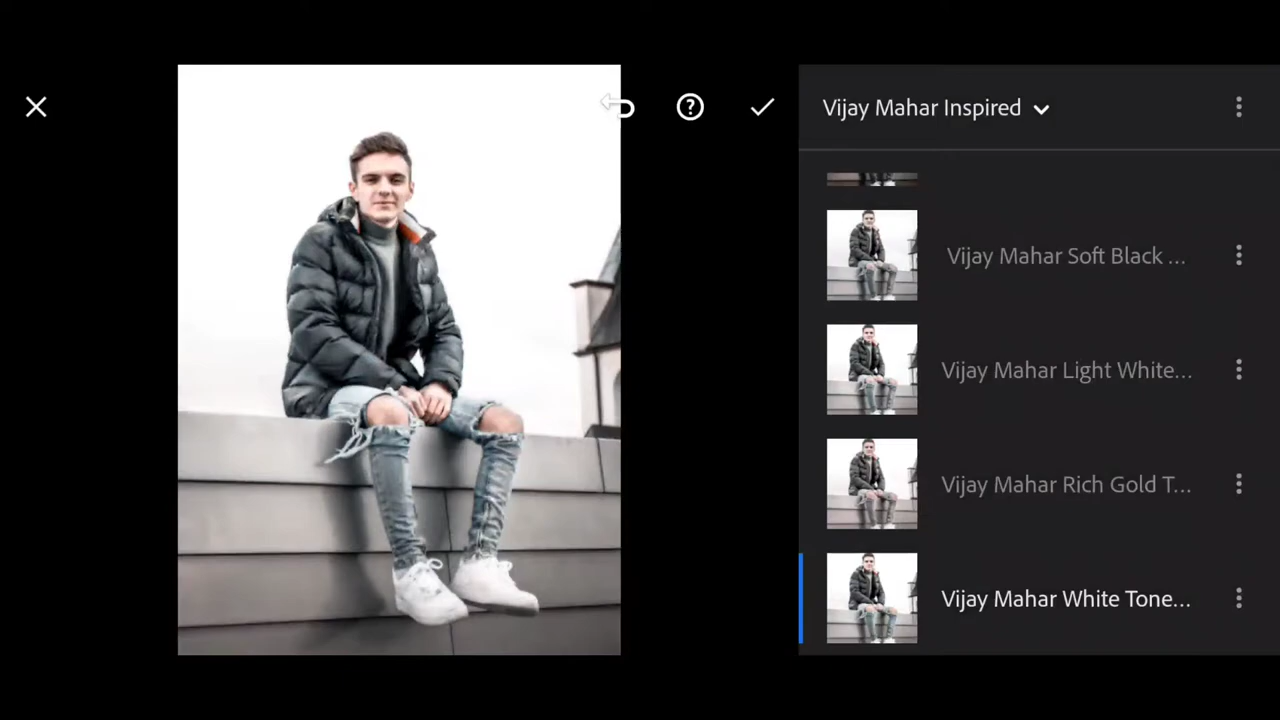 Vijay Mahar Inspired
Vijay Mahar Soft Black ...
Vijay Mahar Light White...
Vijay Mahar Rich Gold T...
Vijay Mahar White Tone...